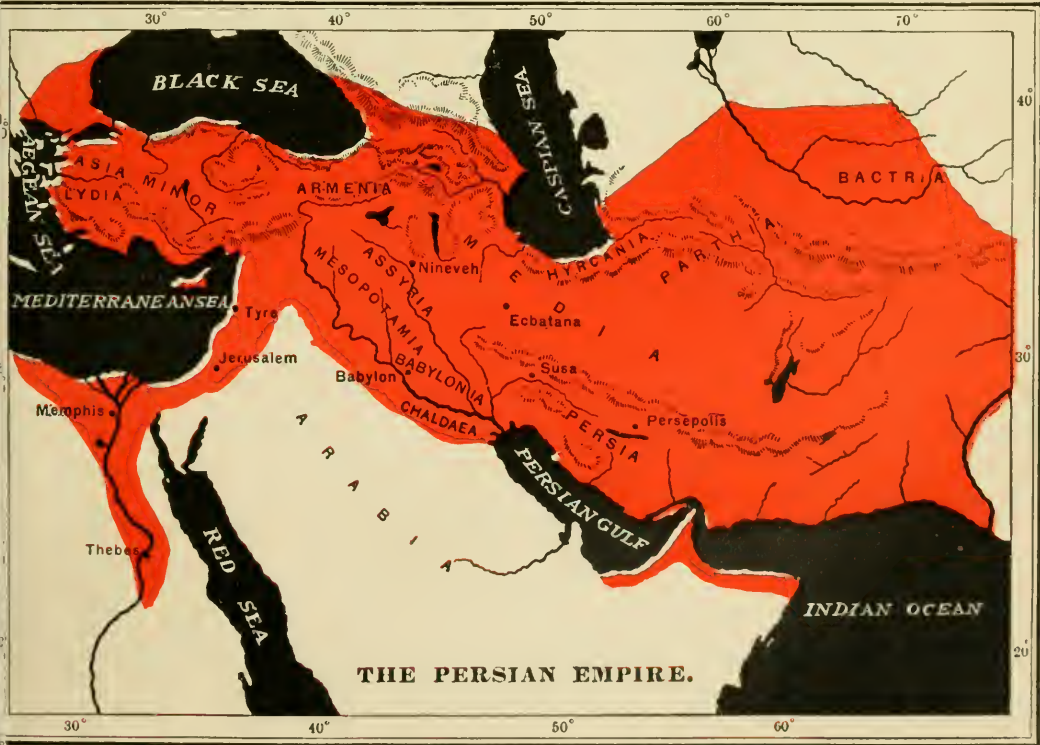 30° 40° 50° 60° 70°
BLACK SEA
CASPIAN SEA
40°
AEGEAN SEA
ASIA MINOR
LYDIA
ARMENIA
BACTRIA
MEDITERRANEAN SEA
ASSYRIA
MESOPOTAMIA
Nineveh
MEDIA
HYRCANIA
PARTHIA
Ecbatana
Tyre
Jerusalem
30°
Babylon
BABYLONIA
Susa
CHALDAEA
PERSIA
Persepolis
Memphis
ARABIA
PERSIAN GULF
Thebes
RED SEA
INDIAN OCEAN
20°
THE PERSIAN EMPIRE.
30° 40° 50° 60°